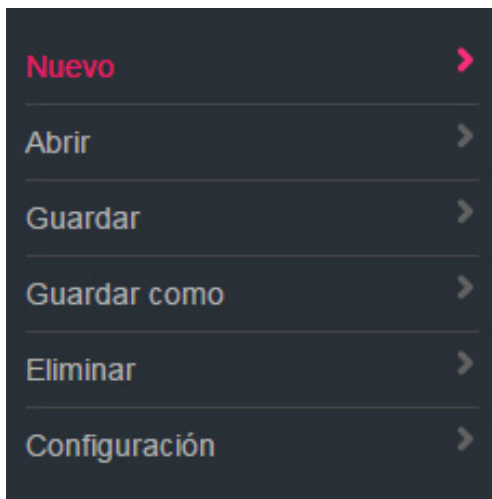 Nuevo
Abrir
Guardar
Guardar como
Eliminar
Configuración